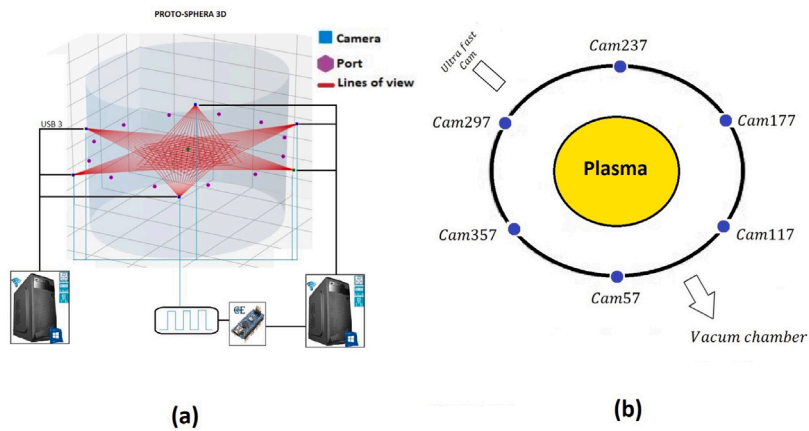 PROTO-SPHERA 3D
Camera
Port
Lines of view
USB 3
(a)
Ultra fast
Cam
Cam237
Cam297
Cam177
Plasma
Cam357
Cam117
Cam57
Vacum chamber
(b)